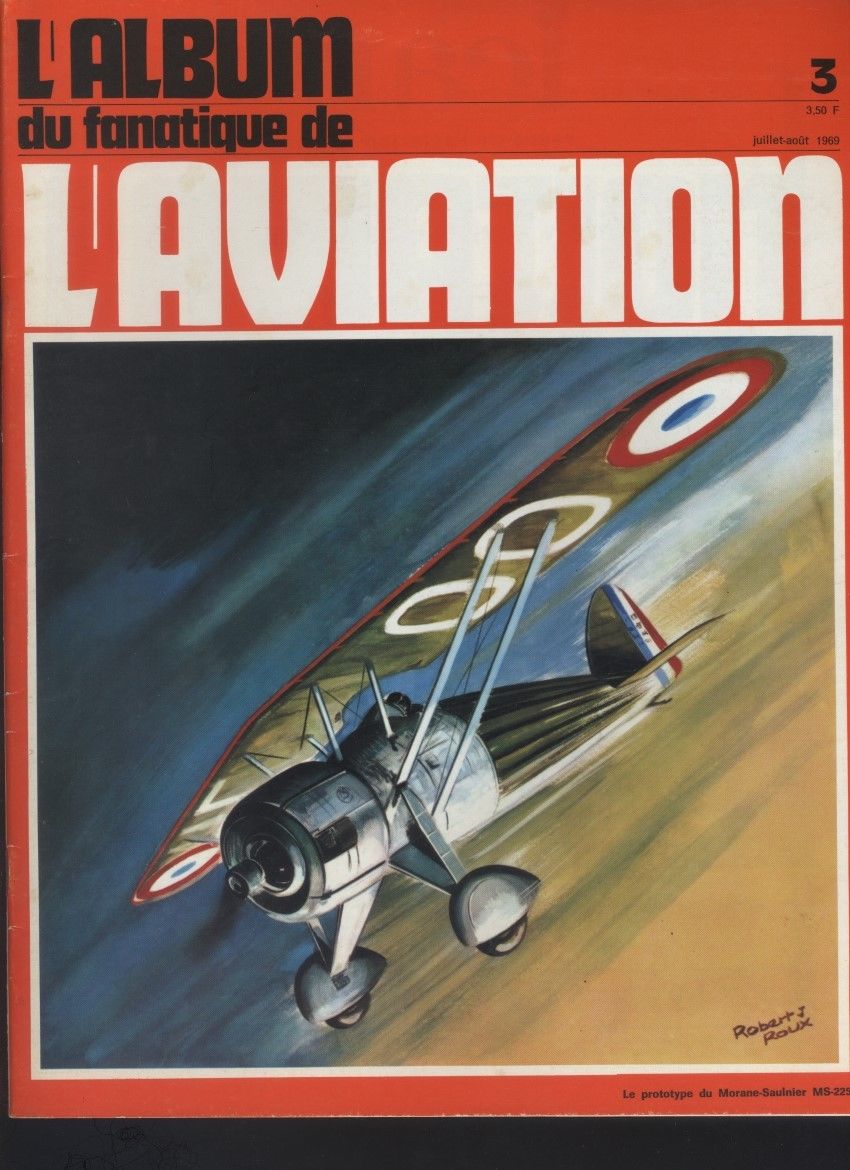 L'ALBUM
3
3,50 F
du fanatique de
juillet-août 1969
L'AVIATION
Robert J
ROUX
Le prototype du Morane-Saulnier MS-225